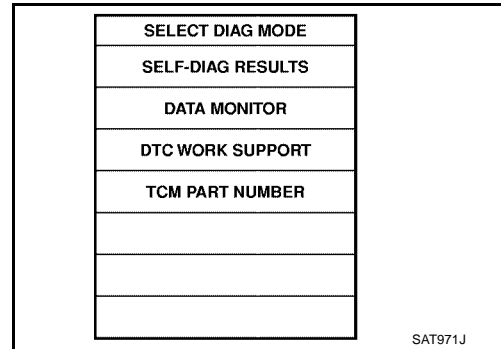 SELECT DIAG MODE
SELF-DIAG RESULTS
DATA MONITOR
DTC WORK SUPPORT
TCM PART NUMBER
SAT971J